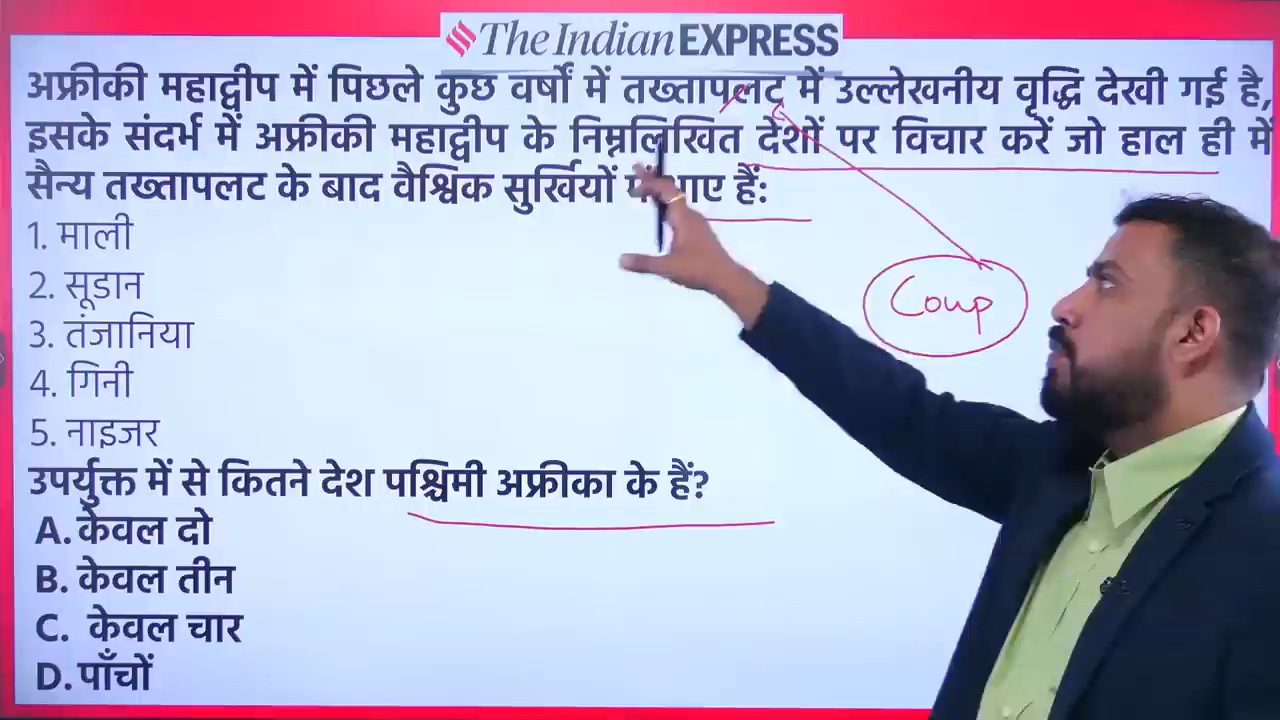 The Indian EXPRESS
अफ्रीकी महाद्वीप में पिछले कुछ वर्षों में तख्तापलट में उल्लेखनीय वृद्धि देखी गई है,
इसके संदर्भ में अफ्रीकी महाद्वीप के निम्नलिखित देशों पर विचार करें जो हाल ही में
सैन्य तख्तापलट के बाद वैश्विक सुर्खियों हैं:
1. माली
2. सूडान
Coup
3. तंजानिया
4. गिनी
5. नाइजर
उपर्युक्त में से कितने देश पश्चिमी अफ्रीका के हैं?
A. केवल दो
B. केवल तीन
C. केवल चार
D. पाँचों